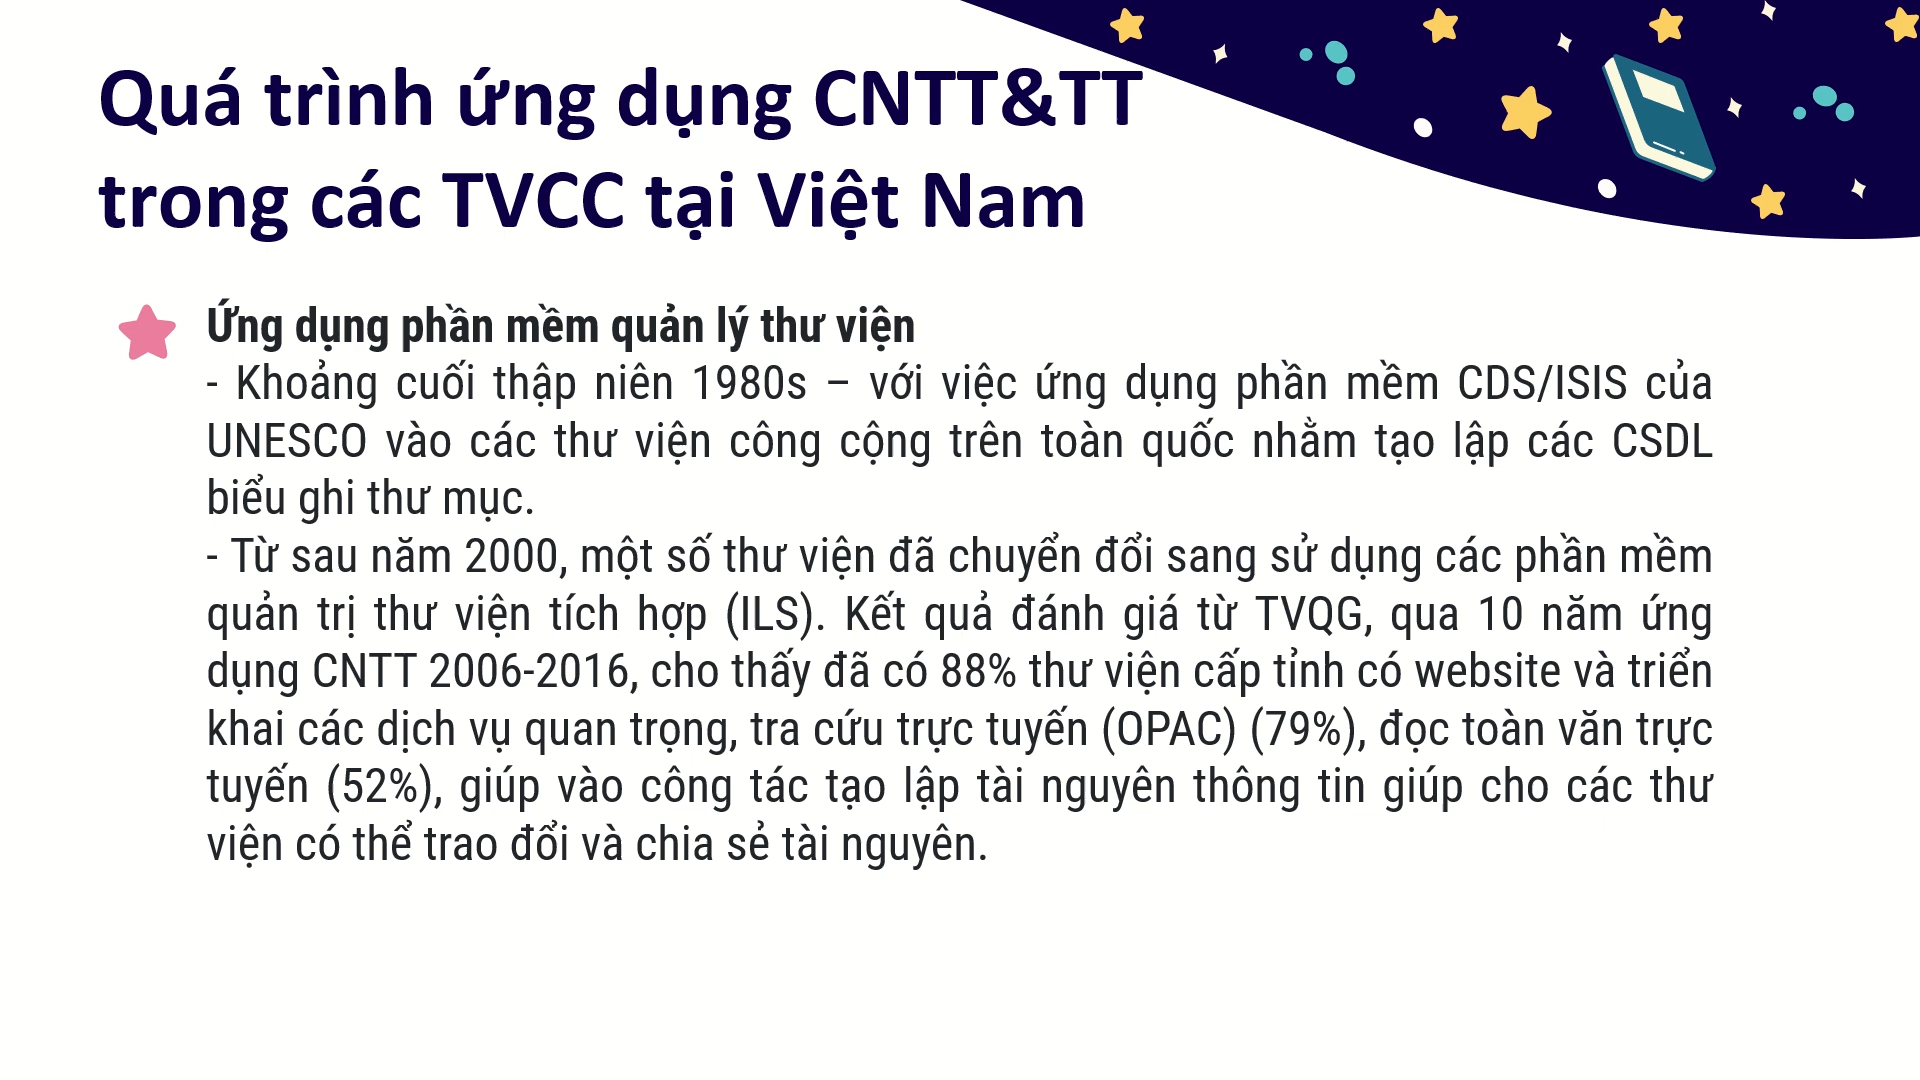 Quá trình ứng dụng CNTT&TT
trong các TVCC tại Việt Nam
Ứng dụng phần mềm quản lý thư viện
- Khoảng cuối thập niên 1980s – với việc ứng dụng phần mềm CDS/ISIS của
UNESCO vào các thư viện công cộng trên toàn quốc nhằm tạo lập các CSDL
biểu ghi thư mục.
- Từ sau năm 2000, một số thư viện đã chuyển đổi sang sử dụng các phần mềm
quản trị thư viện tích hợp (ILS). Kết quả đánh giá từ TVQG, qua 10 năm ứng
dụng CNTT 2006-2016, cho thấy đã có 88% thư viện cấp tỉnh có website và triển
khai các dịch vụ quan trọng, tra cứu trực tuyến (OPAC) (79%), đọc toàn văn trực
tuyến (52%), giúp vào công tác tạo lập tài nguyên thông tin giúp cho các thư
viện có thể trao đổi và chia sẻ tài nguyên.